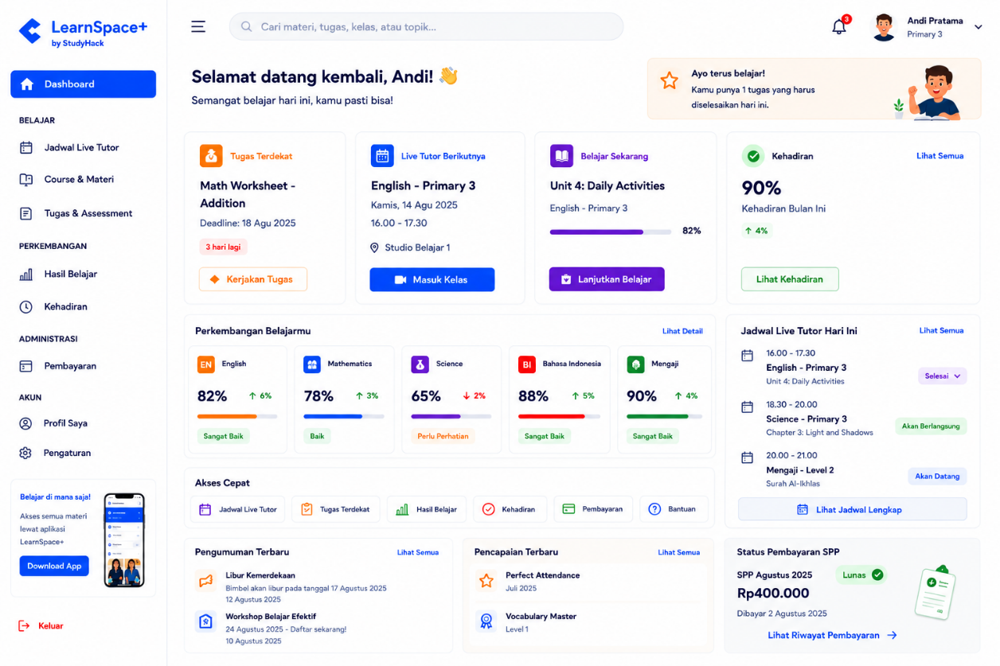 LearnSpace+
by StudyHack
Cari materi, tugas, kelas, atau topik...
3
Andi Pratama
Primary 3
Dashboard
BELAJAR
Jadwal Live Tutor
Course & Materi
Tugas & Assessment
PERKEMBANGAN
Hasil Belajar
Kehadiran
ADMINISTRASI
Pembayaran
AKUN
Profil Saya
Pengaturan
Belajar di mana saja!
Akses semua materi
lewat aplikasi
LearnSpace+
Download App
Keluar
Selamat datang kembali, Andi! 👋
Semangat belajar hari ini, kamu pasti bisa!
Ayo terus belajar!
Kamu punya 1 tugas yang harus
diselesaikan hari ini.
Tugas Terdekat
Math Worksheet -
Addition
Deadline: 18 Agu 2025
3 hari lagi
Kerjakan Tugas
Live Tutor Berikutnya
English - Primary 3
Kamis, 14 Agu 2025
16.00 - 17.30
Studio Belajar 1
Masuk Kelas
Belajar Sekarang
Unit 4: Daily Activities
English - Primary 3
82%
Lanjutkan Belajar
Kehadiran
Lihat Semua
90%
Kehadiran Bulan Ini
↑ 4%
Lihat Kehadiran
Perkembangan Belajarmu
Lihat Detail
EN English
82% ↑ 6%
Sangat Baik
Mathematics
78% ↑ 3%
Baik
Science
65% ↓ 2%
Perlu Perhatian
BI Bahasa Indonesia
88% ↑ 5%
Sangat Baik
Mengaji
90% ↑ 4%
Sangat Baik
Jadwal Live Tutor Hari Ini
Lihat Semua
16.00 - 17.30
English - Primary 3
Unit 4: Daily Activities
Selesai
18.30 - 20.00
Science - Primary 3
Chapter 3: Light and Shadows
Akan Berlangsung
20.00 - 21.00
Mengaji - Level 2
Surah Al-Ikhlas
Akan Datang
Lihat Jadwal Lengkap
Akses Cepat
Jadwal Live Tutor
Tugas Terdekat
Hasil Belajar
Kehadiran
Pembayaran
Bantuan
Pengumuman Terbaru
Lihat Semua
Libur Kemerdekaan
Bimbel akan libur pada tanggal 17 Agustus 2025
12 Agustus 2025
Workshop Belajar Efektif
24 Agustus 2025 - Daftar sekarang!
10 Agustus 2025
Pencapaian Terbaru
Lihat Semua
Perfect Attendance
Juli 2025
Vocabulary Master
Level 1
Status Pembayaran SPP
SPP Agustus 2025
Lunas
Rp400.000
Dibayar 2 Agustus 2025
Lihat Riwayat Pembayaran →